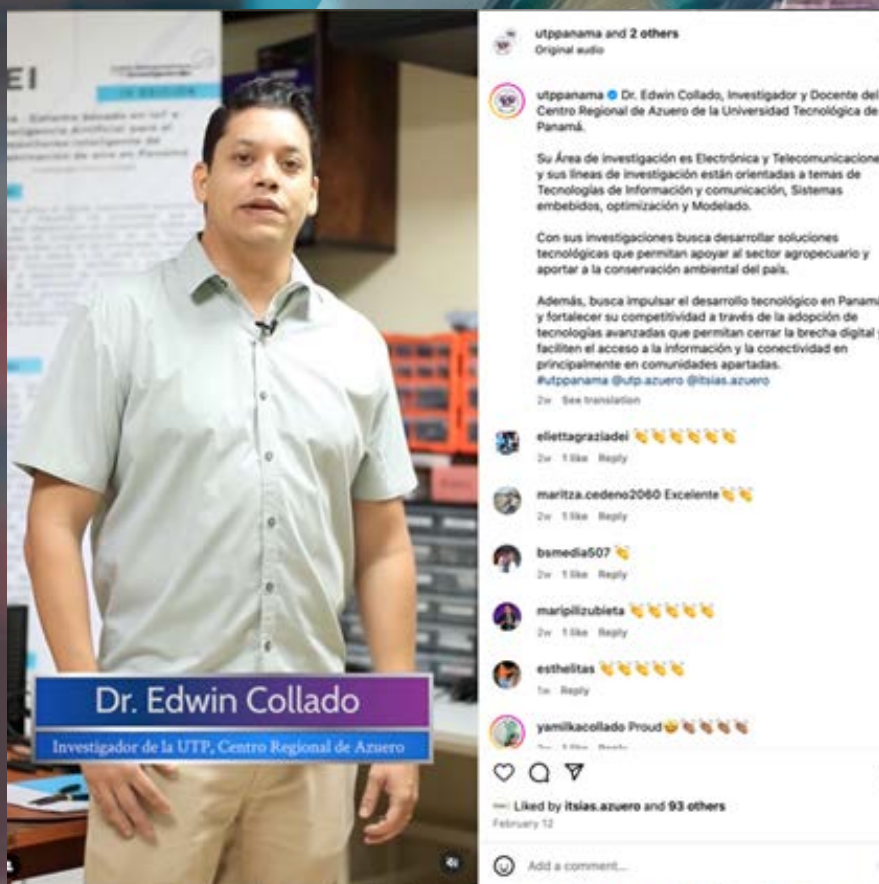 EI
IX EDICIÓN
Dr. Edwin Collado
Investigador de la UTP, Centro Regional de Azuero
utppanama and 2 others
Original audio
utppanama Dr. Edwin Collado, Investigador y Docente del
Centro Regional de Azuero de la Universidad Tecnológica de
Panamá.
Su Área de investigación es Electrónica y Telecomunicacione
y sus líneas de investigación están orientadas a temas de
Tecnologías de Información y comunicación, Sistemas
embebidos, optimización y Modelado.
Con sus investigaciones busca desarrollar soluciones
tecnológicas que permitan apoyar al sector agropecuario y
aportar a la conservación ambiental del país.
Además, busca impulsar el desarrollo tecnológico en Panamá
y fortalecer su competitividad a través de la adopción de
tecnologías avanzadas que permitan cerrar la brecha digital y
faciliten el acceso a la información y la conectividad en
principalmente en comunidades apartadas.
#utppanama @utp.azuero @itsias.azuero
2w See translation
eliettagraziadei 👏👏👏👏👏👏
2w 1 like Reply
maritza.cedeno2060 Excelente👏👏
2w 1 like Reply
bsmedia507 👏
2w 1 like Reply
maripilizubieta 👏👏👏👏👏
2w 1 like Reply
esthelitas 👏👏👏👏👏
1w Reply
yamilkacollado Proud🤩👏🏽👏🏽👏🏽👏🏽
Liked by itsias.azuero and 93 others
February 12
Add a comment...